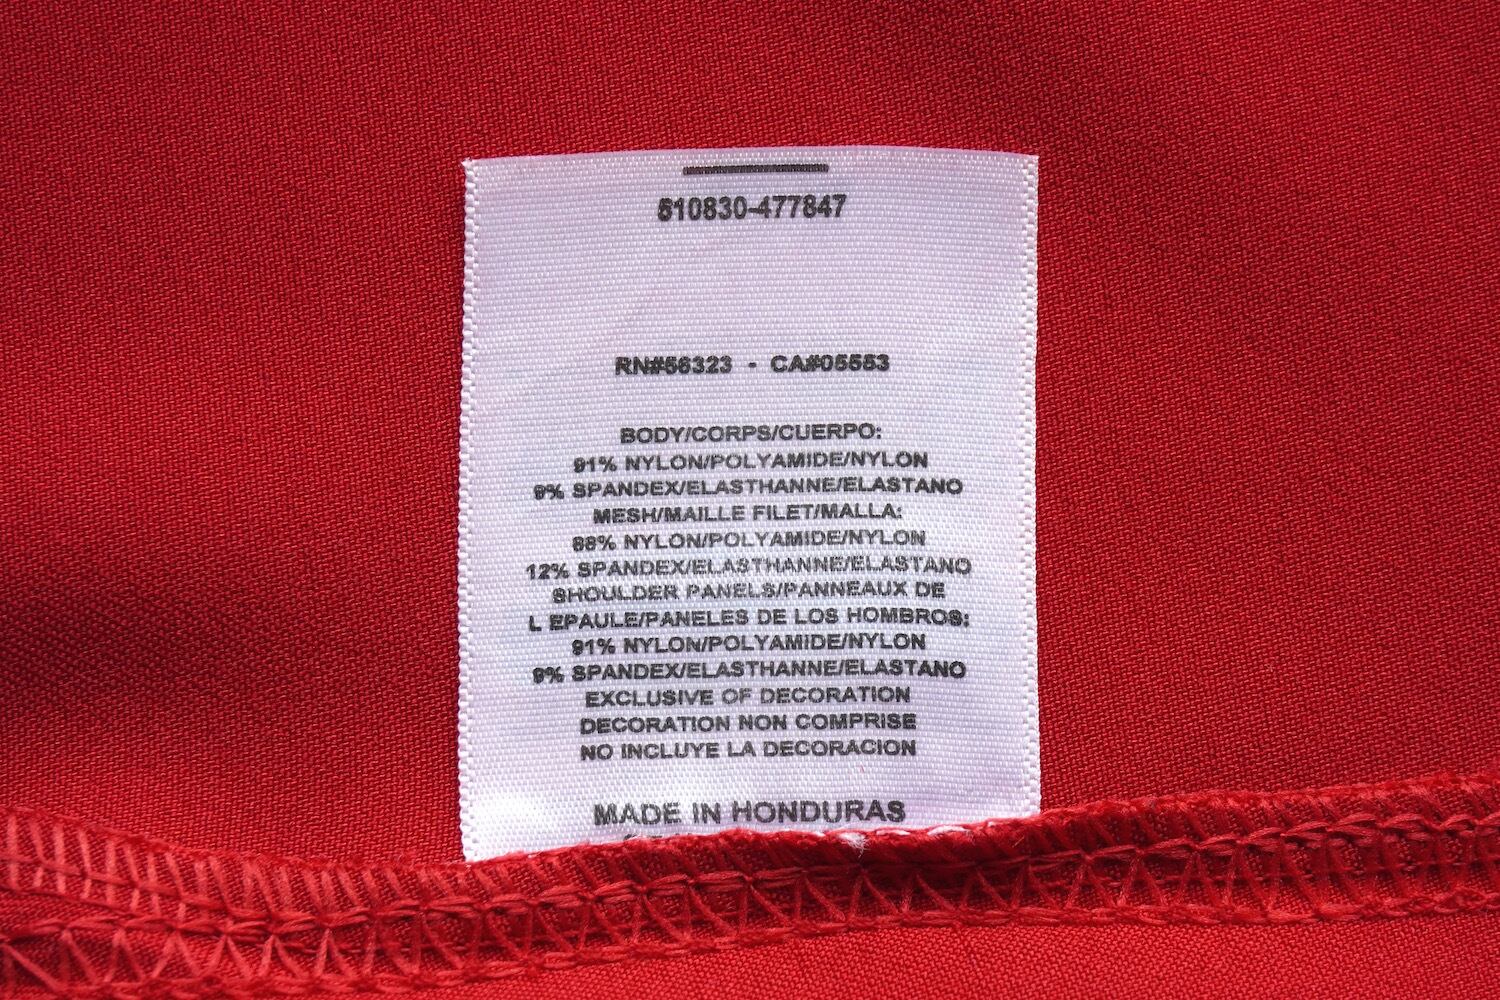 810830-477847
RN#56323 - CA#05553
BODY/CORPS/CUERPO:
91% NYLON/POLYAMIDE/NYLON
9% SPANDEX/ELASTHANNE/ELASTANO
MESH/MAILLE FILET/MALLA:
88% NYLON/POLYAMIDE/NYLON
12% SPANDEX/ELASTHANNE/ELASTANO
SHOULDER PANELS/PANNEAUX DE
L EPAULE/PANELES DE LOS HOMBROS:
91% NYLON/POLYAMIDE/NYLON
9% SPANDEX/ELASTHANNE/ELASTANO
EXCLUSIVE OF DECORATION
DECORATION NON COMPRISE
NO INCLUYE LA DECORACION
MADE IN HONDURAS